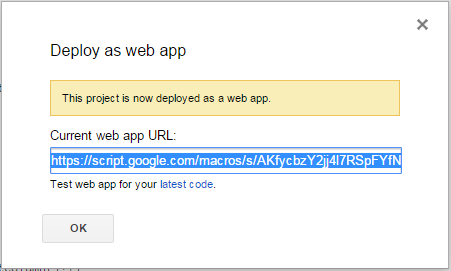 Deploy as web app
This project is now deployed as a web app.
Current web app URL:
https://script.google.com/macros/s/AKfycbzY2jj4l7RSpFYfN
Test web app for your latest code.
OK